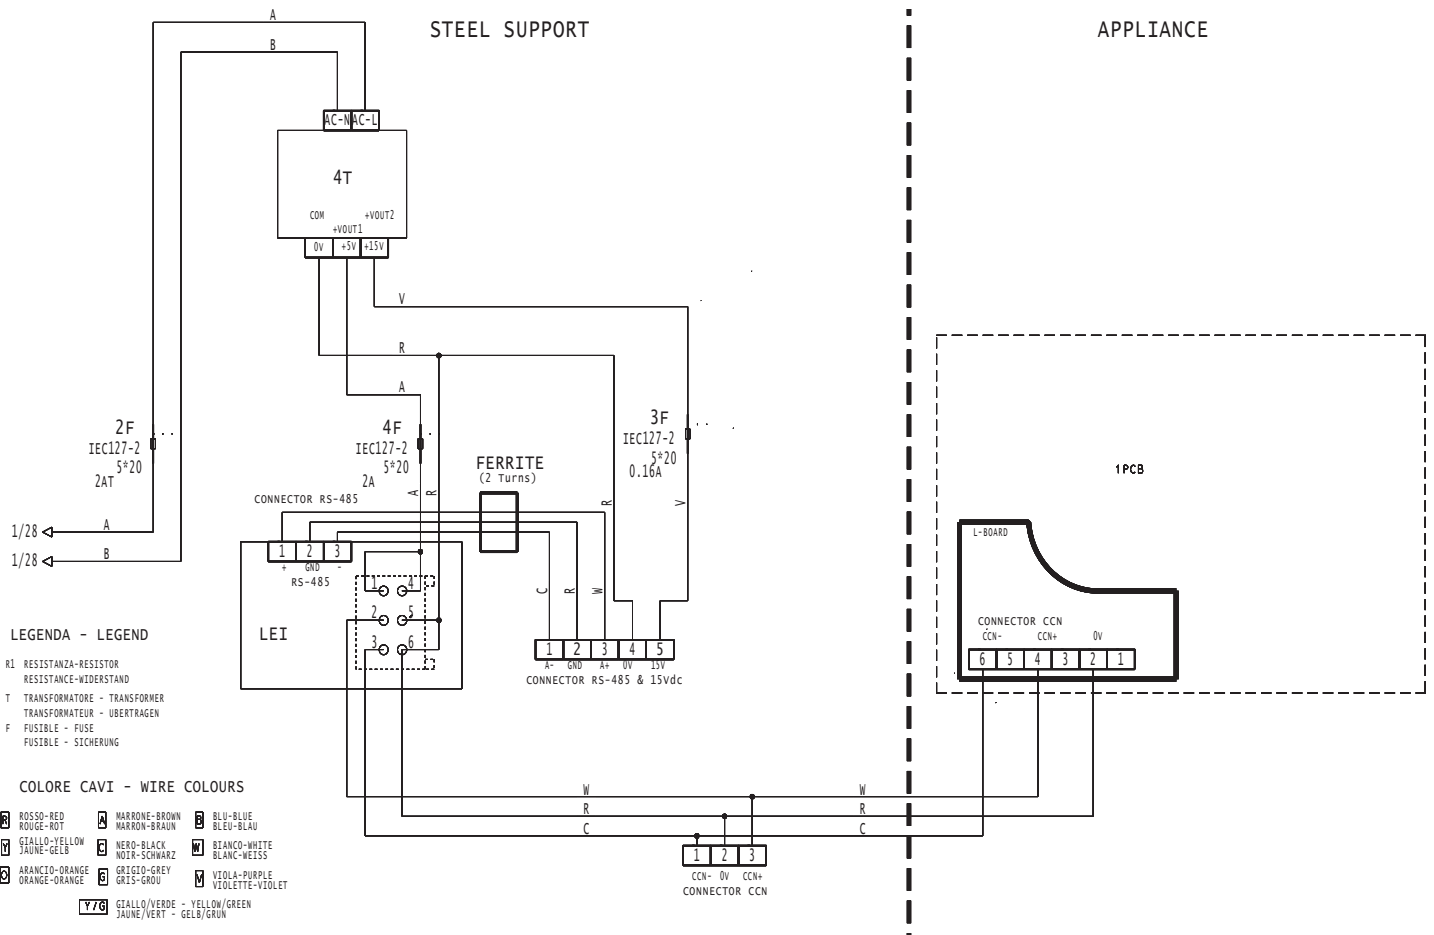 STEEL SUPPORT
APPLIANCE
A
B
AC-N AC-L
4T
COM
+VOUT2
+VOUT1
0V +5V +15V
V
R
A
2F
IEC127-2
5*20
2AT
4F
IEC127-2
5*20
2A
3F
IEC127-2
5*20
0.16A
FERRITE
(2 Turns)
A
R
R
V
CONNECTOR RS-485
1/28
A
1/28
B
1 2 3
+ GND -
RS-485
LEI
1 4
2 5
3 6
C
R
W
1 2 3 4 5
A- GND A+ 0V 15V
CONNECTOR RS-485 & 15Vdc
1PCB
L-BOARD
CONNECTOR CCN
CCN- CCN+ 0V
6 5 4 3 2 1
W
R
C
W
R
C
1 2 3
CCN- 0V CCN+
CONNECTOR CCN
LEGENDA - LEGEND
R1 RESISTANZA-RESISTOR
RESISTANCE-WIDERSTAND
T TRANSFORMATORE - TRANSFORMER
TRANSFORMATEUR - UBERTRAGEN
F FUSIBLE - FUSE
FUSIBLE - SICHERUNG
COLORE CAVI - WIRE COLOURS
R ROSSO-RED
ROUGE-ROT
A MARRONE-BROWN
MARRON-BRAUN
B BLU-BLUE
BLEU-BLAU
Y GIALLO-YELLOW
JAUNE-GELB
C NERO-BLACK
NOIR-SCHWARZ
W BIANCO-WHITE
BLANC-WEISS
O ARANCIO-ORANGE
ORANGE-ORANGE
G GRIGIO-GREY
GRIS-GROU
V VIOLA-PURPLE
VIOLETTE-VIOLET
Y/G GIALLO/VERDE - YELLOW/GREEN
JAUNE/VERT - GELB/GRUN